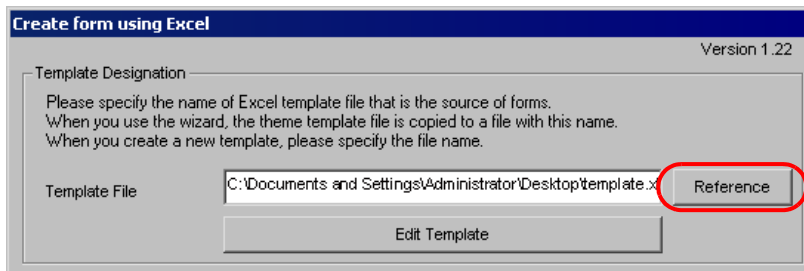 Create form using Excel
Version 1.22
Template Designation
Please specify the name of Excel template file that is the source of forms.
When you use the wizard, the theme template file is copied to a file with this name.
When you create a new template, please specify the file name.
Template File C:\Documents and Settings\Administrator\Desktop\template.x Reference
Edit Template